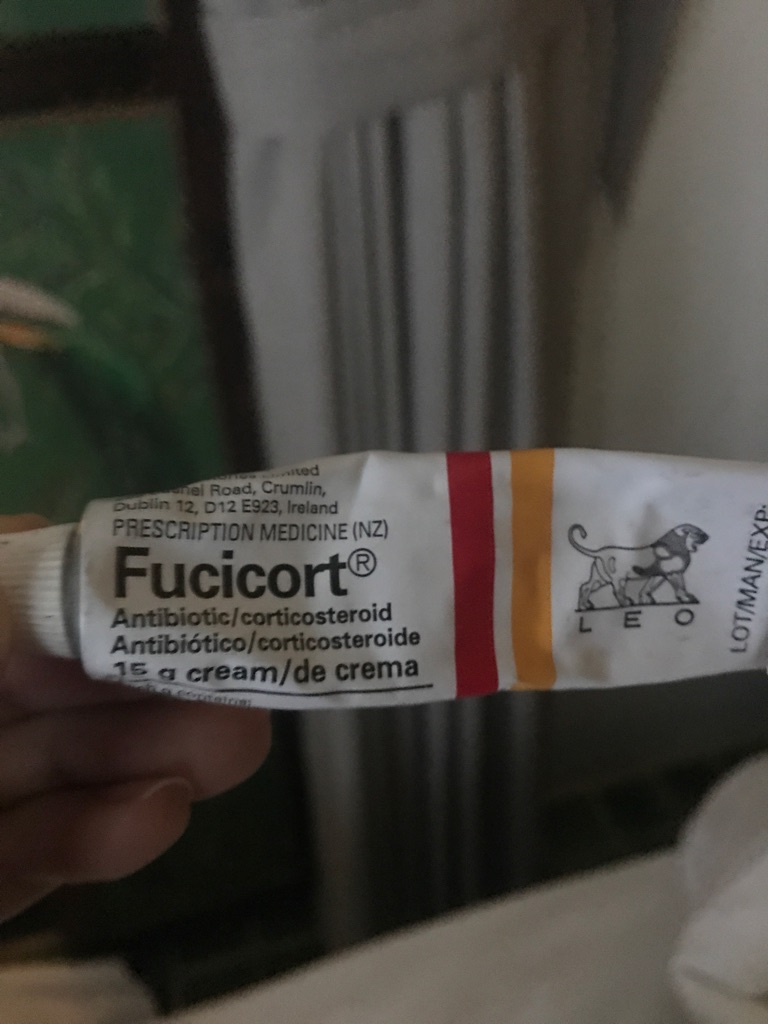 Road, Crumlin,
Dublin 12, D12 E923, Ireland
PRESCRIPTION MEDICINE (NZ)
Fucicort®
Antibiotic/corticosteroid
Antibiótico/corticosteroide
15 g cream/de crema
LEO
LOT/MAN/EXP: